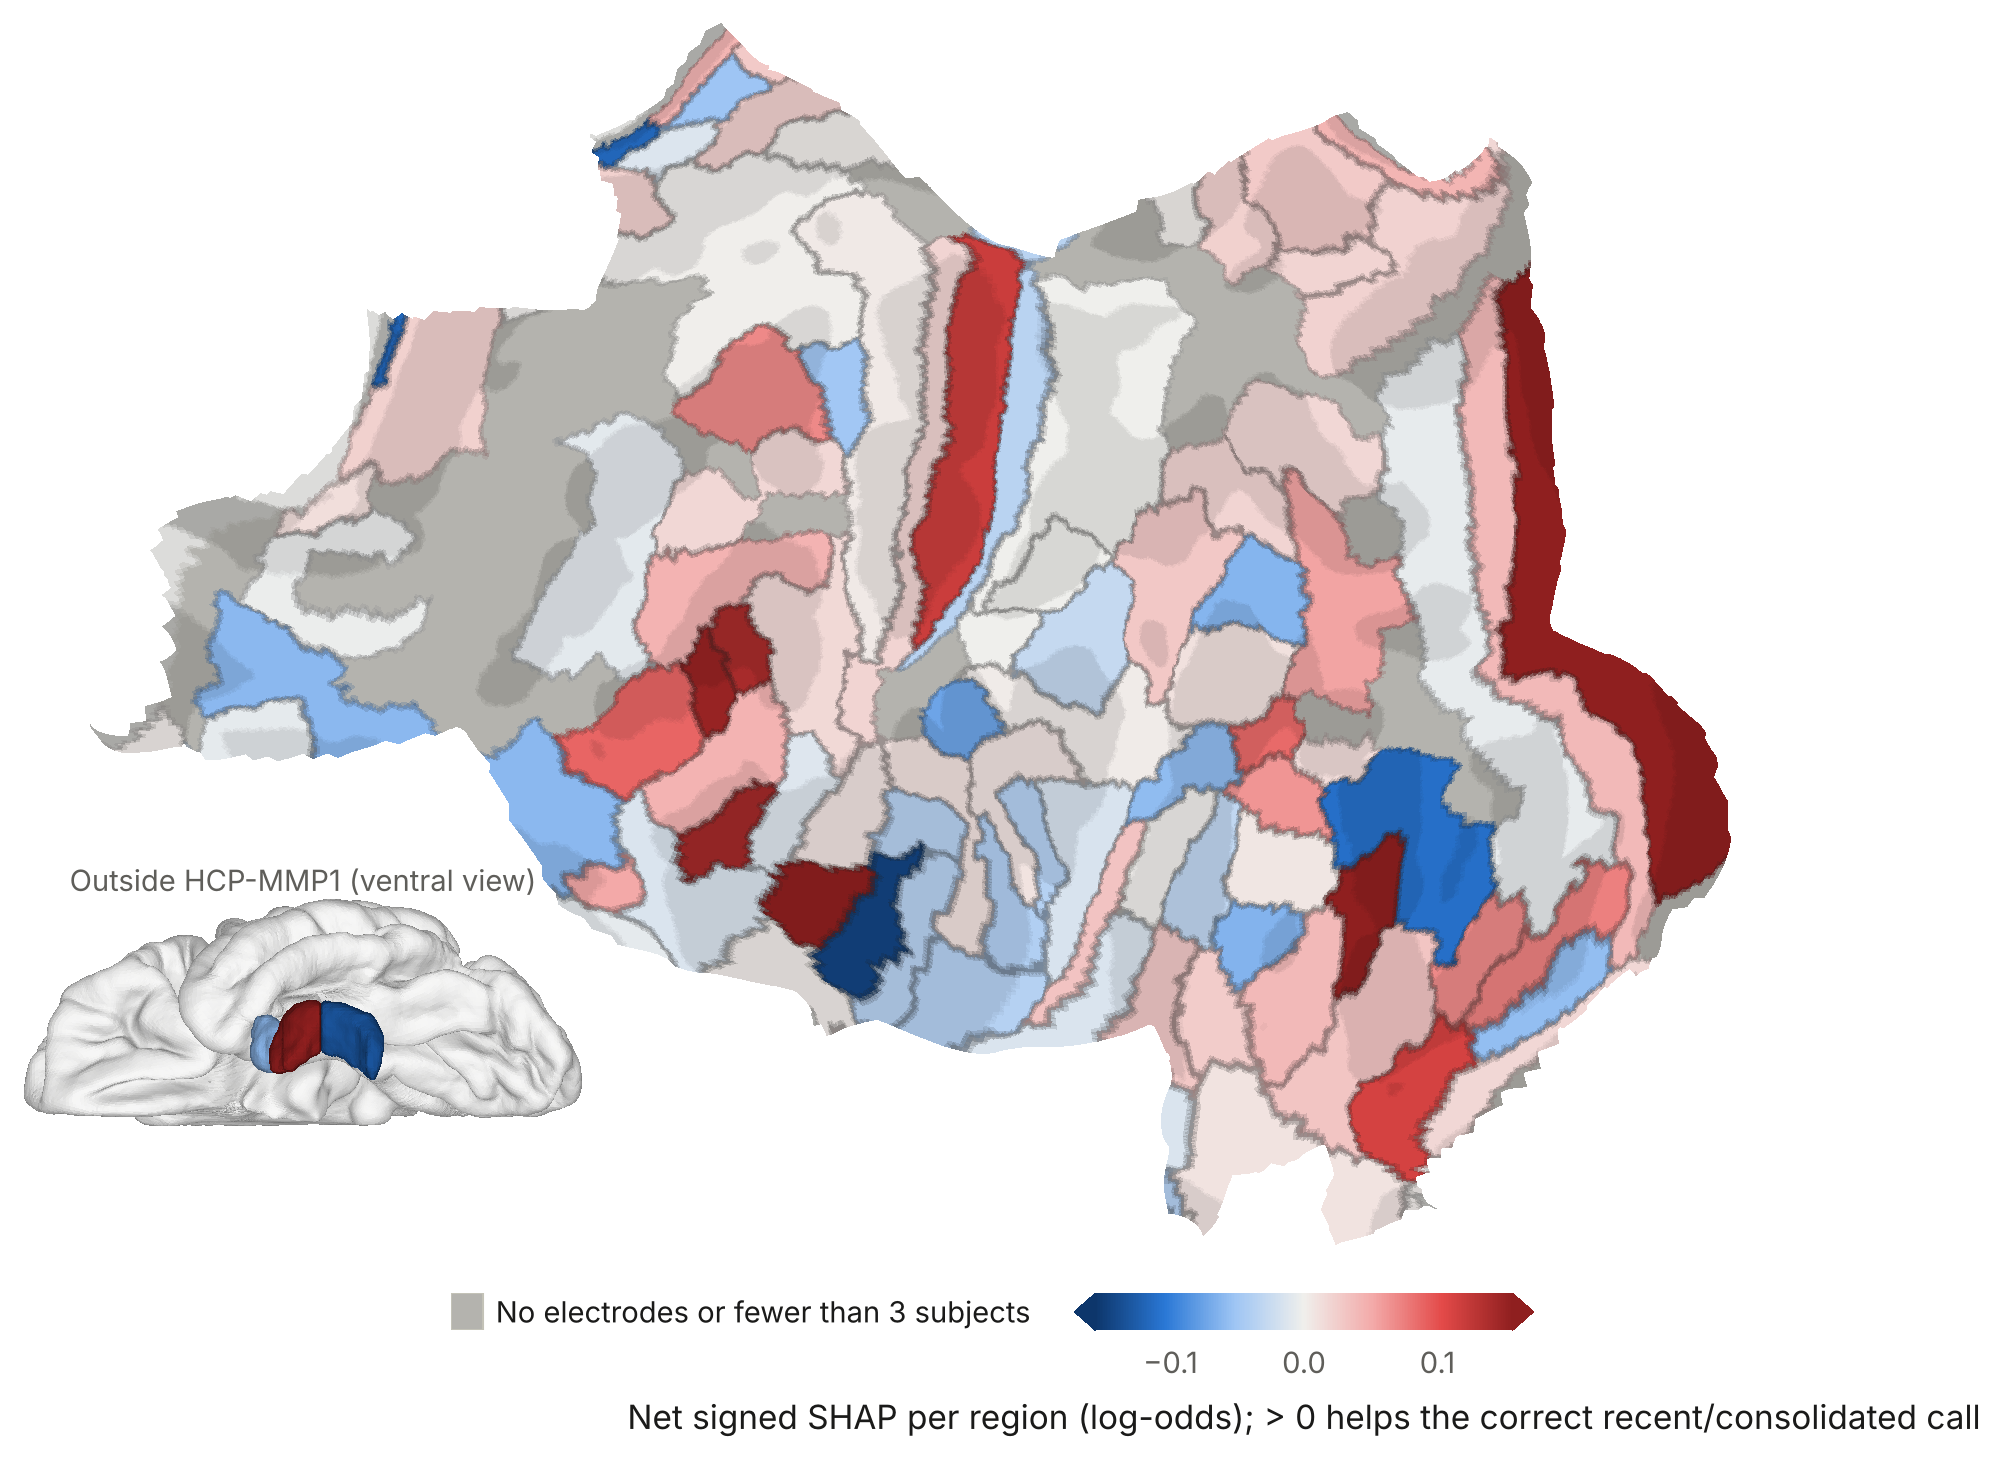 Outside HCP-MMP1 (ventral view)
No electrodes or fewer than 3 subjects
−0.1 0.0 0.1
Net signed SHAP per region (log-odds); > 0 helps the correct recent/consolidated call